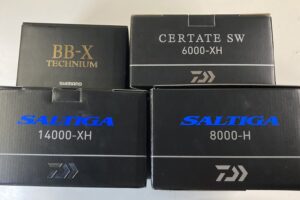 BB-X
TECHNIUM
SHIMANO
CERTATE SW
6000-XH
SALTIGA
14000-XH
SALTIGA
8000-H